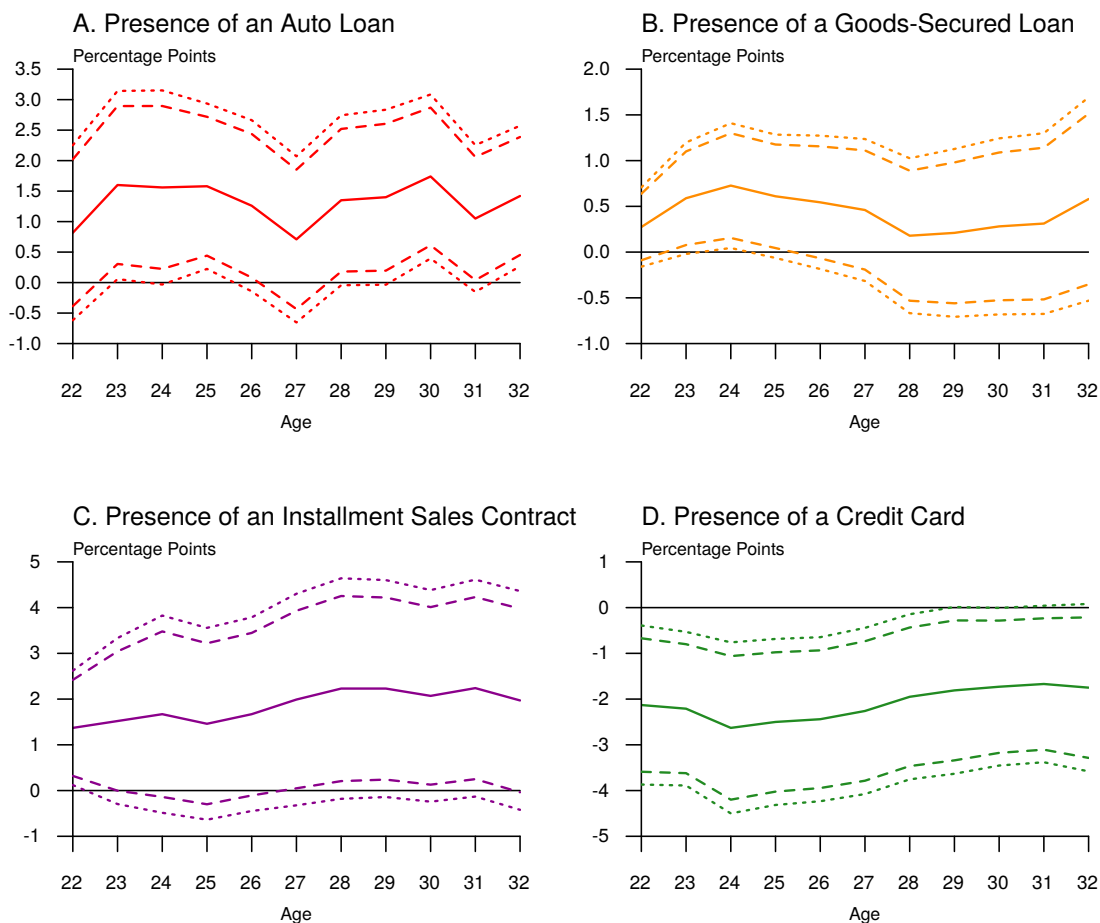 A. Presence of an Auto Loan
Percentage Points
3.5
3.0
2.5
2.0
1.5
1.0
0.5
0.0
-0.5
-1.0
22 23 24 25 26 27 28 29 30 31 32
Age
B. Presence of a Goods-Secured Loan
Percentage Points
2.0
1.5
1.0
0.5
0.0
-0.5
-1.0
22 23 24 25 26 27 28 29 30 31 32
Age
C. Presence of an Installment Sales Contract
Percentage Points
5
4
3
2
1
0
-1
22 23 24 25 26 27 28 29 30 31 32
Age
D. Presence of a Credit Card
Percentage Points
1
0
-1
-2
-3
-4
-5
22 23 24 25 26 27 28 29 30 31 32
Age